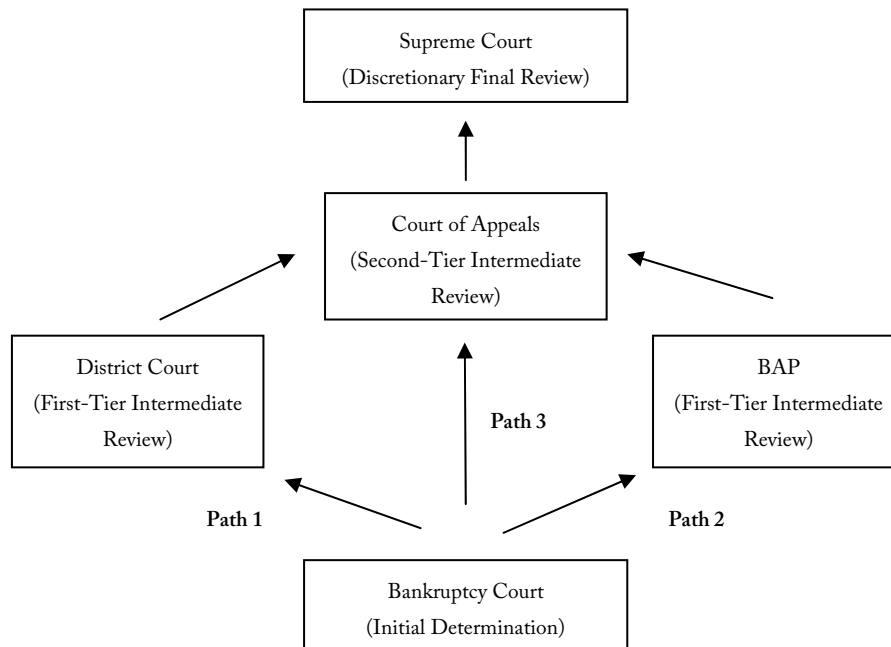 Supreme Court
(Discretionary Final Review)
Court of Appeals
(Second-Tier Intermediate
Review)
District Court
(First-Tier Intermediate
Review)
BAP
(First-Tier Intermediate
Review)
Path 3
Path 1
Path 2
Bankruptcy Court
(Initial Determination)